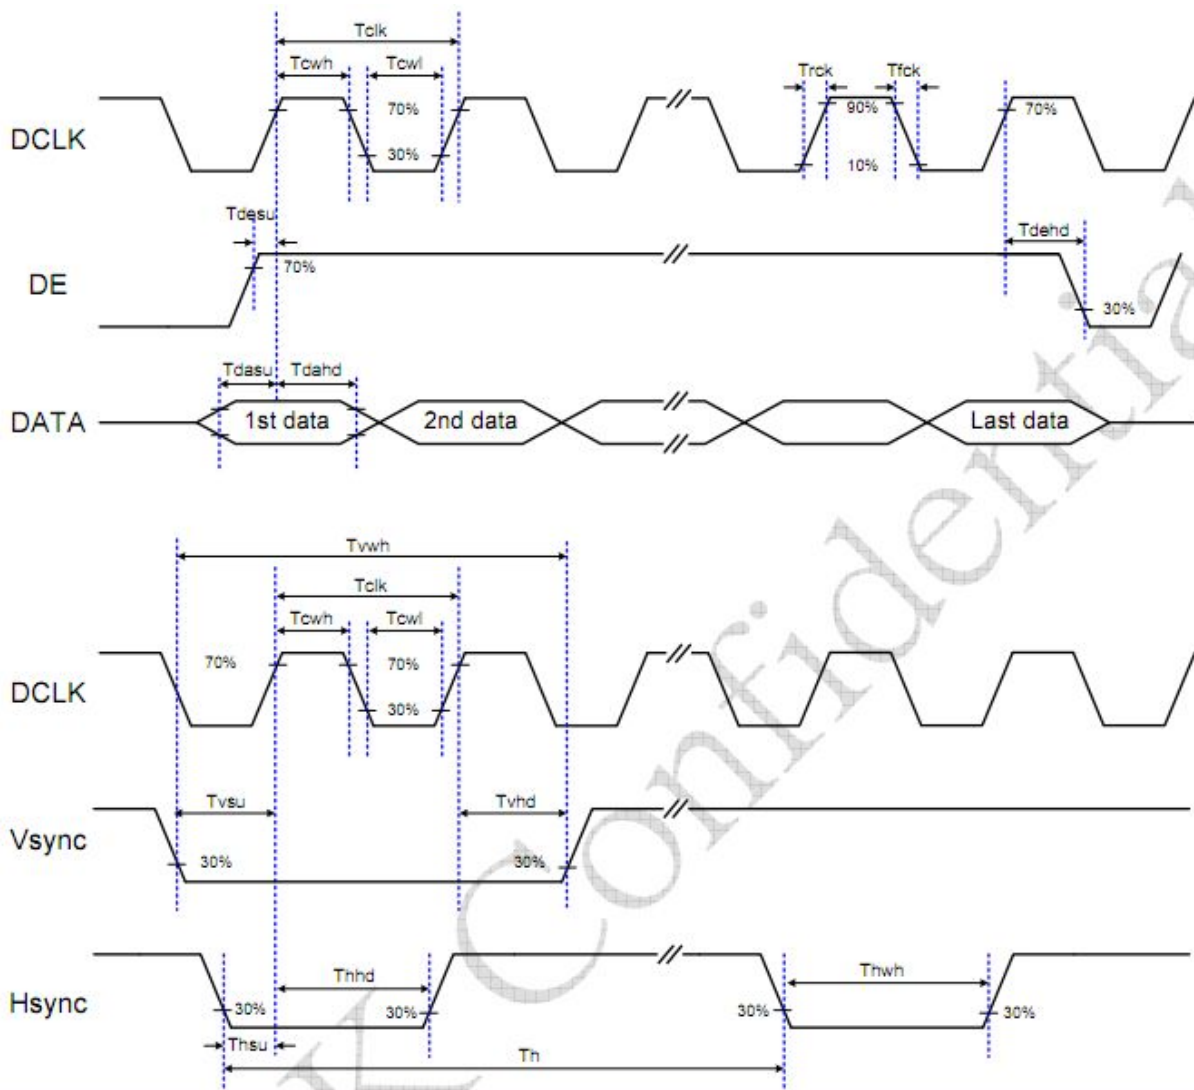 Tclk
Tcwh Tcwl Trck Tfck
DCLK 70% 90% 70%
30% 10%
Tdesu Tdehd
DE 70% 30%
Tdasu Tdahd
DATA 1st data 2nd data Last data
Tvwh
Tclk
Tcwh Tcwl
DCLK 70% 70%
30%
Tvsu Tvhd
Vsync 30% 30%
Thhd Thwh
Hsync 30% 30% 30% 30%
Thsu Th
Confidential